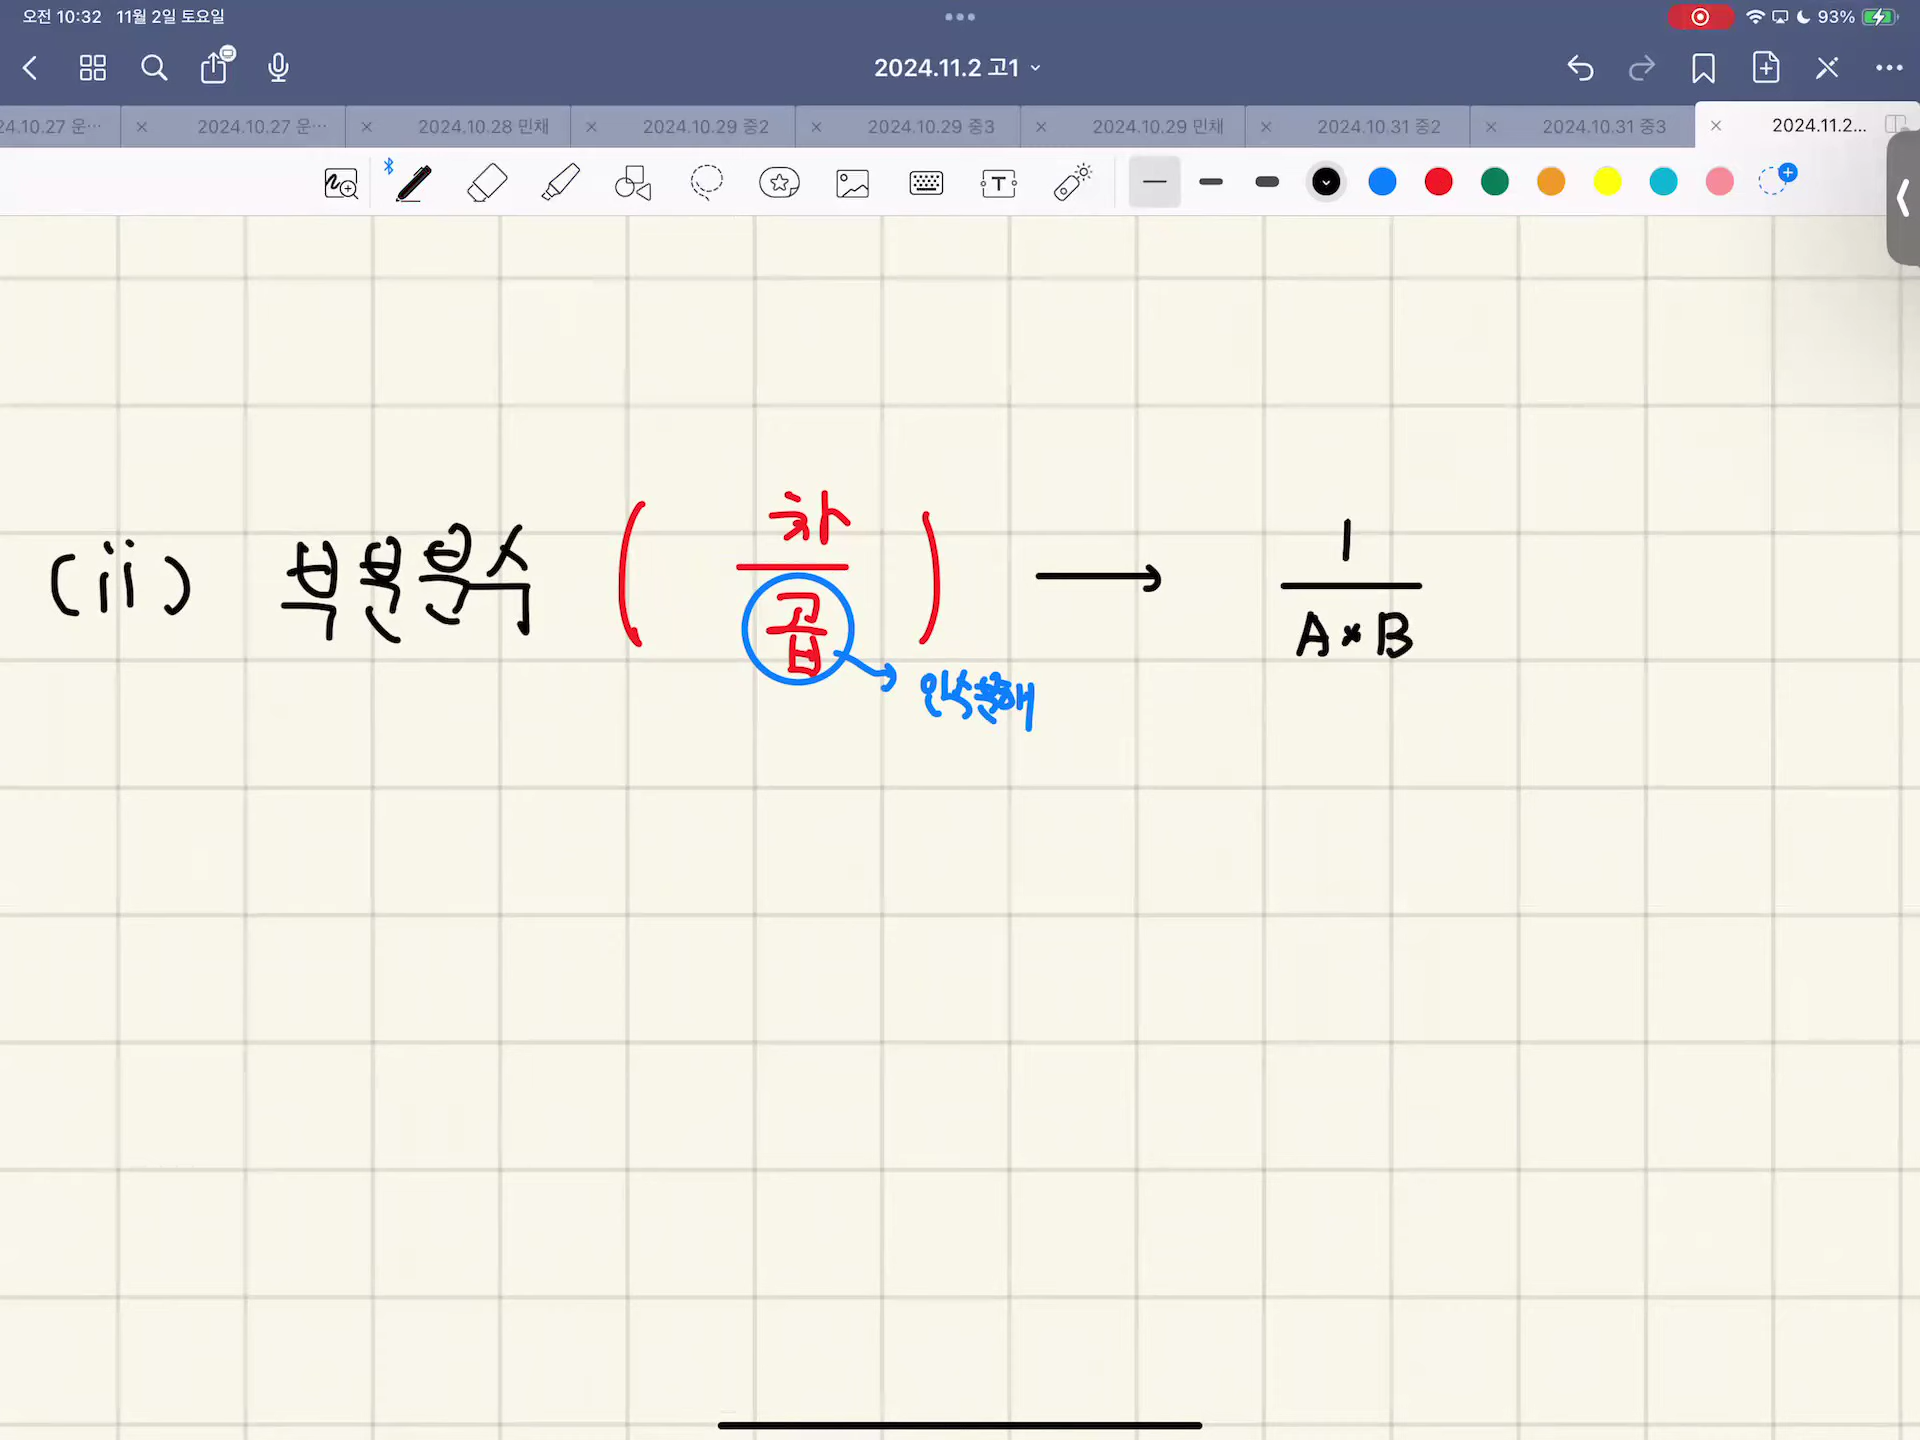 오전 10:32 11월 2일 토요일
93%
2024.11.2 고1
24.10.27 운…
2024.10.27 운…
2024.10.28 민채
2024.10.29 중2
2024.10.29 중3
2024.10.29 민채
2024.10.31 중2
2024.10.31 중3
2024.11.2...
T
(ii) 부분분식 ( 차 / 곱 ) → 1 / A×B
인수분해